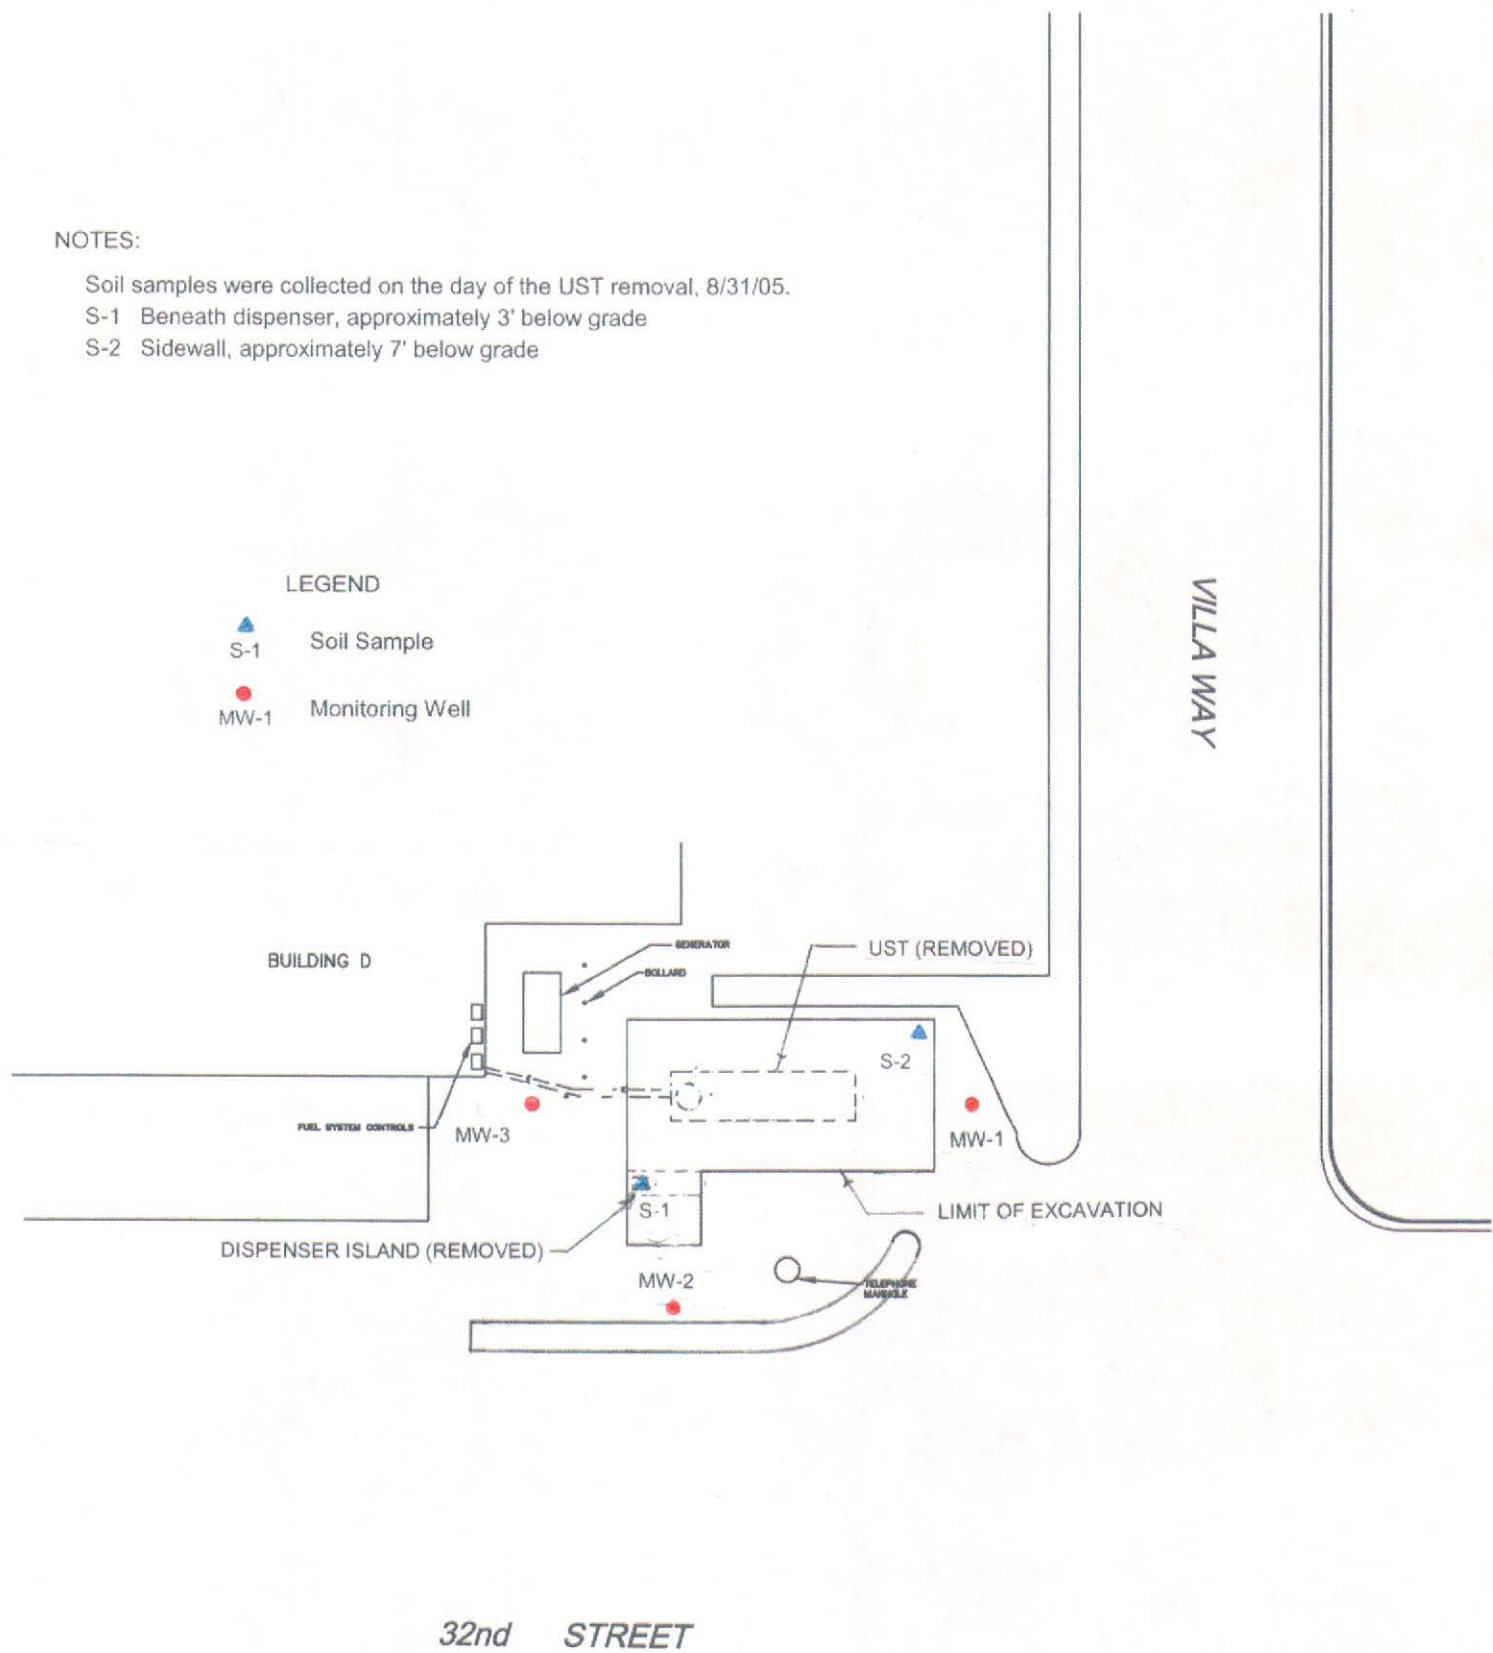 NOTES:
Soil samples were collected on the day of the UST removal, 8/31/05.
S-1 Beneath dispenser, approximately 3' below grade
S-2 Sidewall, approximately 7' below grade
LEGEND
S-1 Soil Sample
MW-1 Monitoring Well
VILLA WAY
BUILDING D
GENERATOR
BOLLARD
UST (REMOVED)
S-2
FUEL SYSTEM CONTROLS
MW-3
MW-1
S-1
LIMIT OF EXCAVATION
DISPENSER ISLAND (REMOVED)
MW-2
TELEPHONE
MANHOLE
32nd STREET